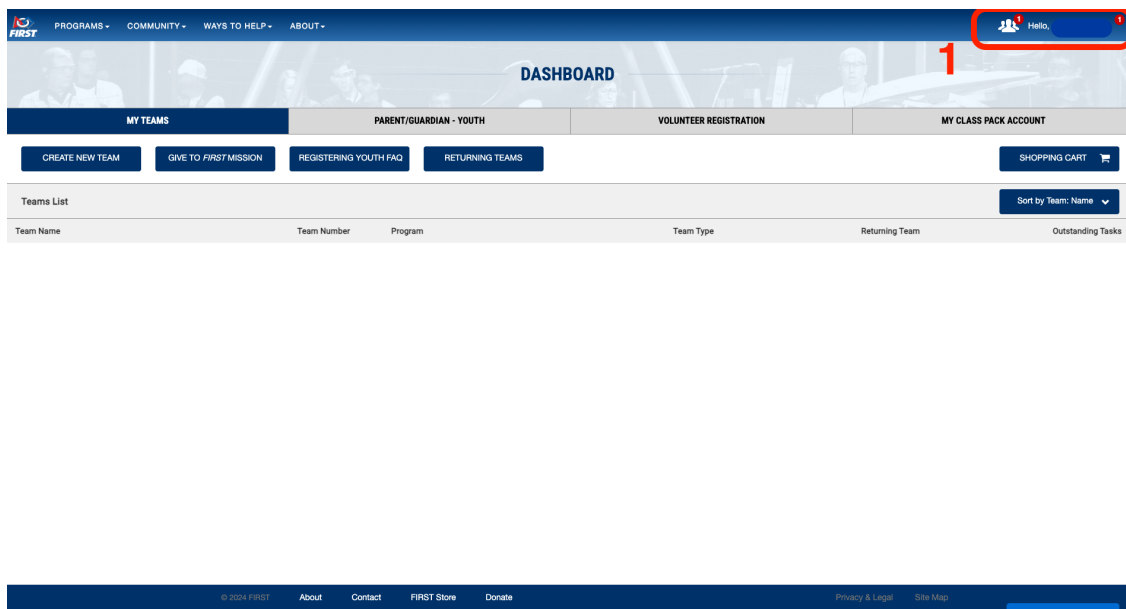 FIRST PROGRAMS COMMUNITY WAYS TO HELP ABOUT 1 Hello, 1
1
DASHBOARD
MY TEAMS PARENT/GUARDIAN - YOUTH VOLUNTEER REGISTRATION MY CLASS PACK ACCOUNT
CREATE NEW TEAM GIVE TO FIRST MISSION REGISTERING YOUTH FAQ RETURNING TEAMS SHOPPING CART
Teams List Sort by Team: Name
Team Name Team Number Program Team Type Returning Team Outstanding Tasks
© 2024 FIRST About Contact FIRST Store Donate Privacy & Legal Site Map